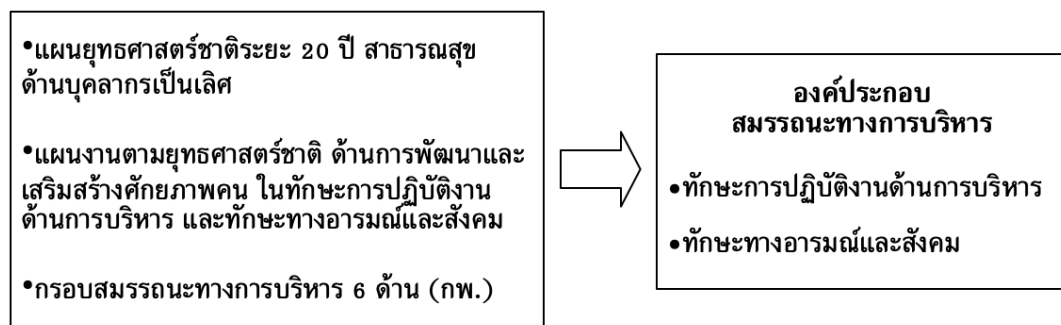 •แผนยุทธศาสตร์ชาติระยะ 20 ปี สาธารณสุข
ด้านบุคลากรเป็นเลิศ
•แผนงานตามยุทธศาสตร์ชาติ ด้านการพัฒนาและ
เสริมสร้างศักยภาพคน ในทักษะการปฏิบัติงาน
ด้านการบริหาร และทักษะทางอารมณ์และสังคม
•กรอบสมรรถนะทางการบริหาร 6 ด้าน (กพ.)
องค์ประกอบ
สมรรถนะทางการบริหาร
•ทักษะการปฏิบัติงานด้านการบริหาร
•ทักษะทางอารมณ์และสังคม